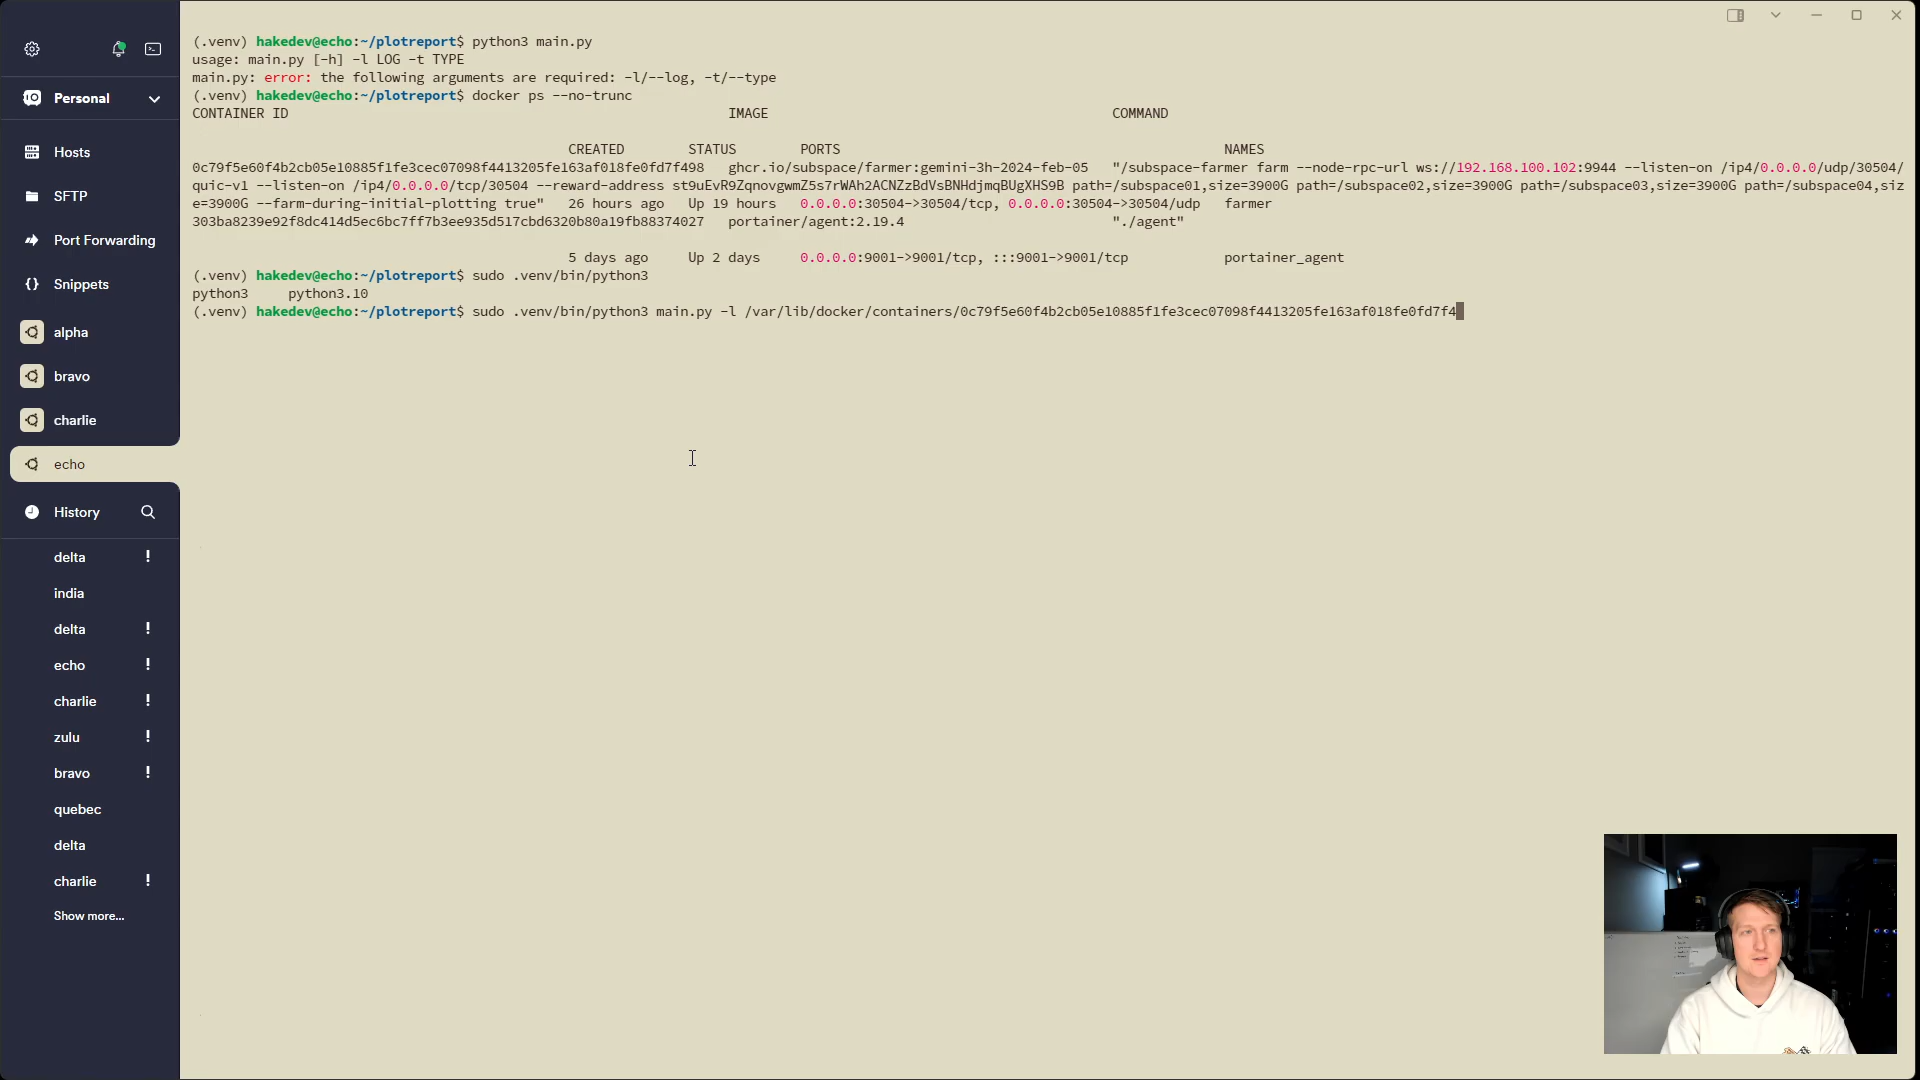 Personal
Hosts
SFTP
Port Forwarding
Snippets
alpha
bravo
charlie
echo
History
delta !
india
delta !
echo !
charlie !
zulu !
bravo !
quebec
delta
charlie !
Show more...
(.venv) hakedev@echo:~/plotreport$ python3 main.py
usage: main.py [-h] -l LOG -t TYPE
main.py: error: the following arguments are required: -l/--log, -t/--type
(.venv) hakedev@echo:~/plotreport$ docker ps --no-trunc
CONTAINER ID IMAGE COMMAND
CREATED STATUS PORTS NAMES
0c79f5e60f4b2cb05e10885f1fe3cec07098f4413205fe163af018fe0fd7f498 ghcr.io/subspace/farmer:gemini-3h-2024-feb-05 "/subspace-farmer farm --node-rpc-url ws://192.168.100.102:9944 --listen-on /ip4/0.0.0.0/udp/30504/
quic-v1 --listen-on /ip4/0.0.0.0/tcp/30504 --reward-address st9uEvR9ZqnovgwmZ5s7rWAh2ACNZzBdVsBNHdjmqBUgXHS9B path=/subspace01,size=3900G path=/subspace02,size=3900G path=/subspace03,size=3900G path=/subspace04,siz
e=3900G --farm-during-initial-plotting true" 26 hours ago Up 19 hours 0.0.0.0:30504->30504/tcp, 0.0.0.0:30504->30504/udp farmer
303ba8239e92f8dc414d5ec6bc7ff7b3ee935d517cbd6320b80a19fb88374027 portainer/agent:2.19.4 "./agent"
5 days ago Up 2 days 0.0.0.0:9001->9001/tcp, :::9001->9001/tcp portainer_agent
(.venv) hakedev@echo:~/plotreport$ sudo .venv/bin/python3
python3 python3.10
(.venv) hakedev@echo:~/plotreport$ sudo .venv/bin/python3 main.py -l /var/lib/docker/containers/0c79f5e60f4b2cb05e10885f1fe3cec07098f4413205fe163af018fe0fd7f4